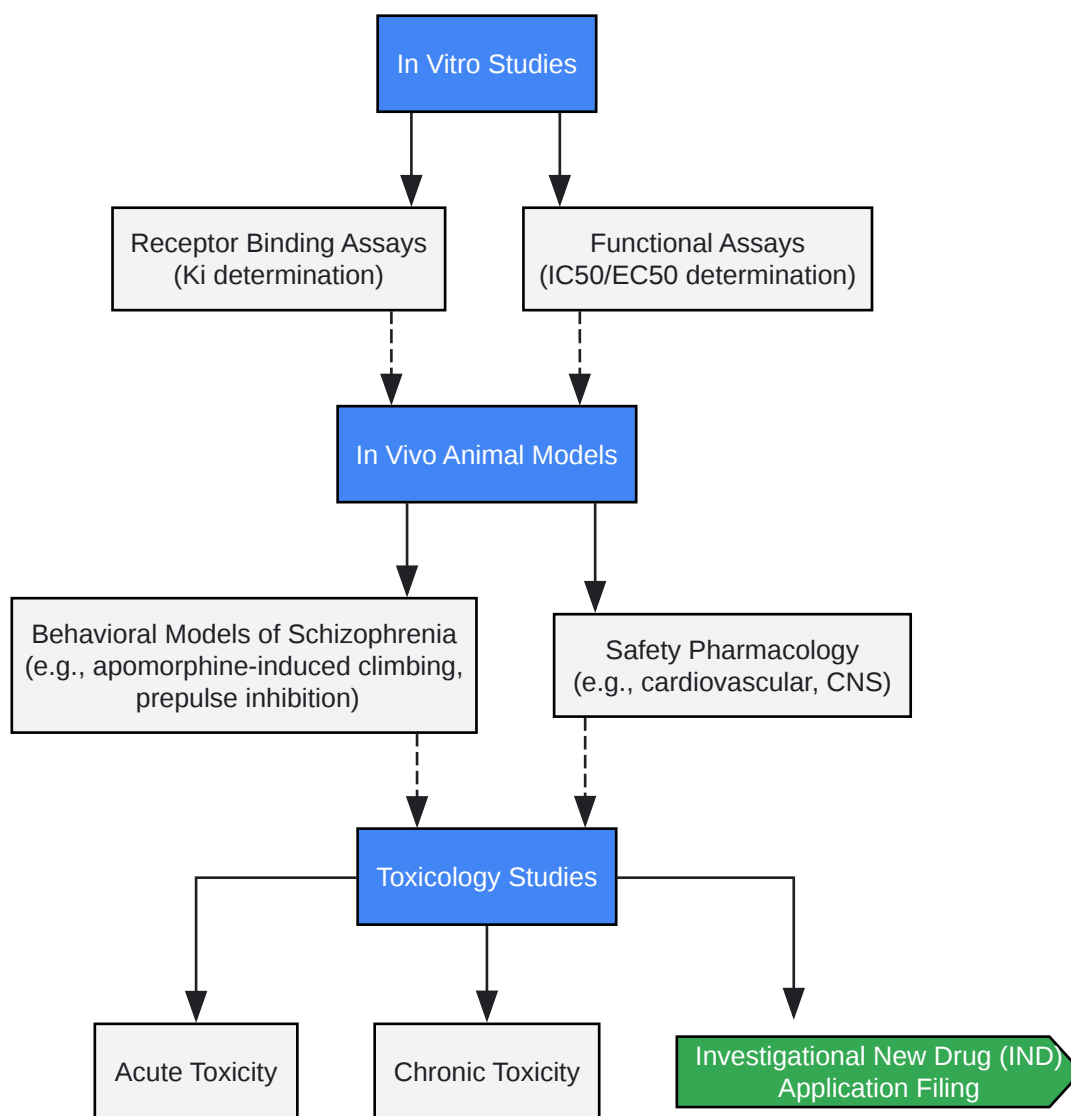 In Vitro Studies
Receptor Binding Assays
(Ki determination)
Functional Assays
(IC50/EC50 determination)
In Vivo Animal Models
Behavioral Models of Schizophrenia
(e.g., apomorphine-induced climbing,
prepulse inhibition)
Safety Pharmacology
(e.g., cardiovascular, CNS)
Toxicology Studies
Acute Toxicity
Chronic Toxicity
Investigational New Drug (IND)
Application Filing